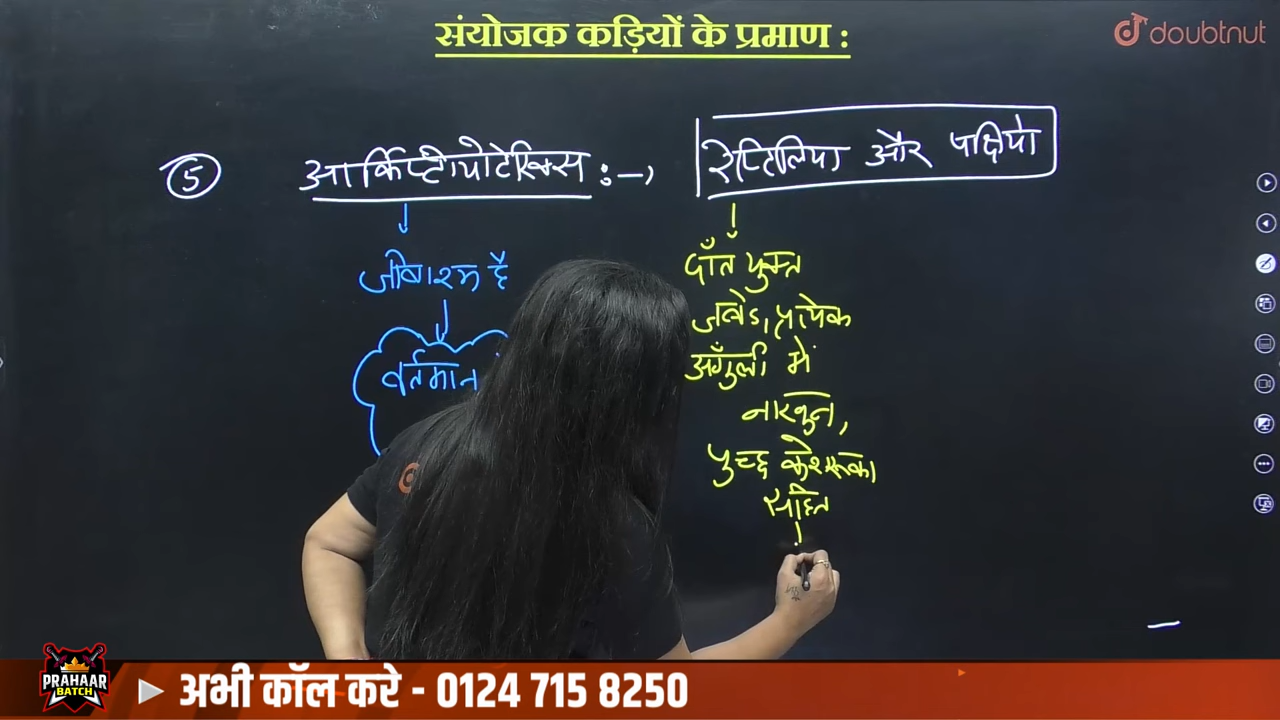 संयोजक कड़ियों के प्रमाण :
doubtnut
⑤ आर्किप्टीयोटेरिक्स :→ रेप्टिलिया और पक्षियो
जीवाश्म है
वर्तमान
दाँत युक्त
जबड़े, प्रत्येक
अँगुली में
नाखून,
पुच्छ कशेरूका
सहित
PRAHAAR
BATCH
अभी कॉल करे - 0124 715 8250